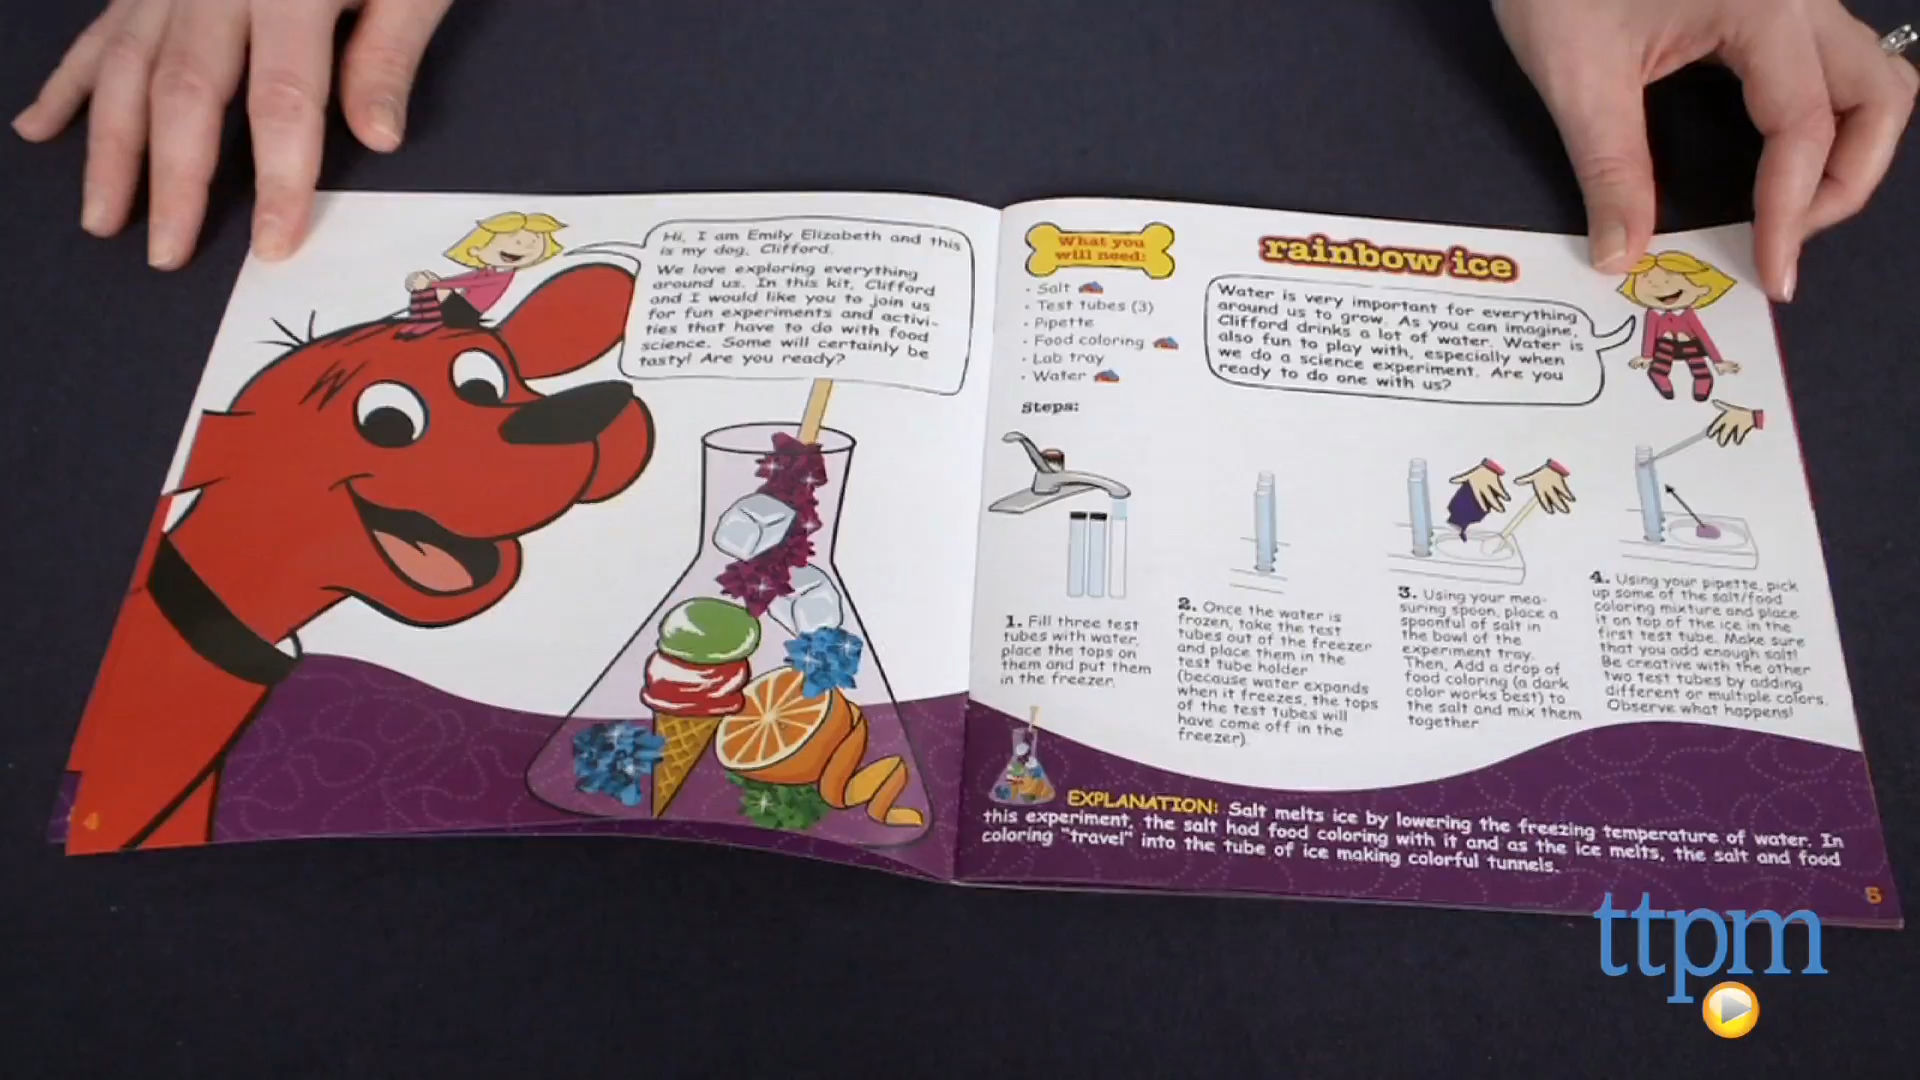 Hi, I am Emily Elizabeth and this
is my dog, Clifford.
We love exploring everything
around us. In this kit, Clifford
and I would like you to join us
for fun experiments and activi-
ties that have to do with food
science. Some will certainly be
tasty! Are you ready?
4
What you
will need:
• Salt
• Test tubes (3)
• Pipette
• Food coloring
• Lab tray
• Water
rainbow ice
Water is very important for everything
around us to grow. As you can imagine,
Clifford drinks a lot of water. Water is
also fun to play with, especially when
we do a science experiment. Are you
ready to do one with us?
Steps:
1. Fill three test
tubes with water,
place the tops on
them and put them
in the freezer.
2. Once the water is
frozen, take the test
tubes out of the freezer
and place them in the
test tube holder
(because water expands
when it freezes, the tops
of the test tubes will
have come off in the
freezer).
3. Using your mea-
suring spoon, place a
spoonful of salt in
the bowl of the
experiment tray.
Then, Add a drop of
food coloring (a dark
color works best) to
the salt and mix them
together
4. Using your pipette, pick
up some of the salt/food
coloring mixture and place
it on top of the ice in the
first test tube. Make sure
that you add enough salt!
Be creative with the other
two test tubes by adding
different or multiple colors.
Observe what happens!
EXPLANATION: Salt melts ice by lowering the freezing temperature of water. In
this experiment, the salt had food coloring with it and as the ice melts, the salt and food
coloring "travel" into the tube of ice making colorful tunnels.
5
ttpm